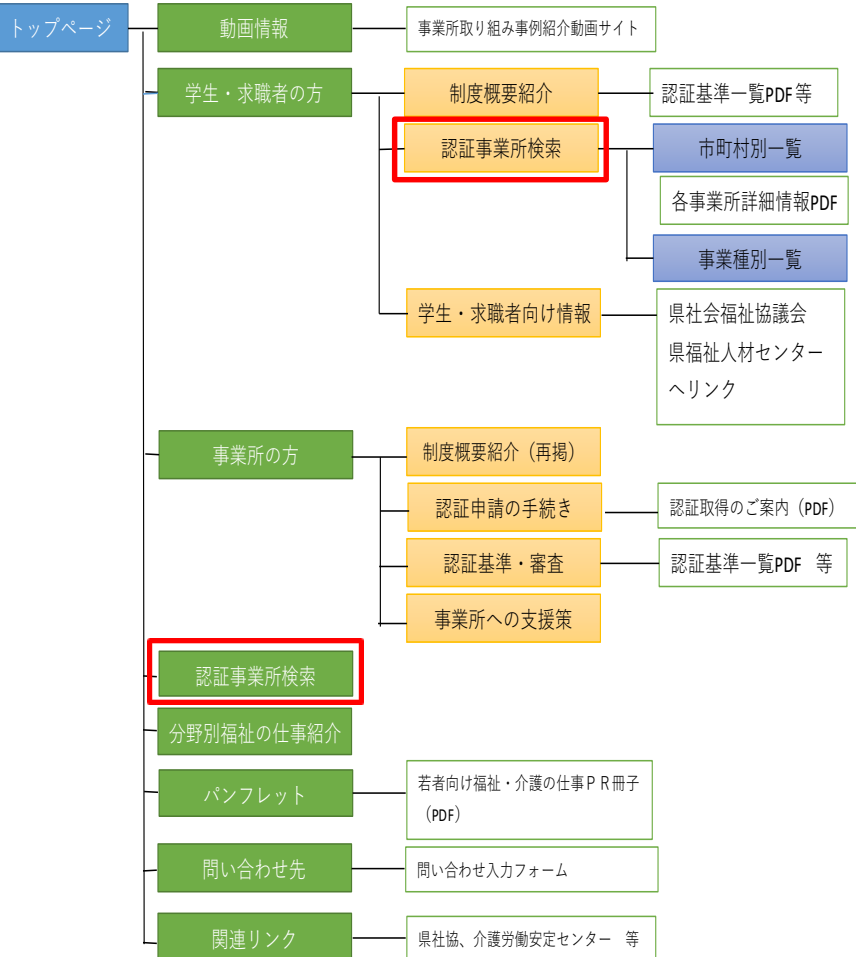 トップページ
動画情報
事業所取り組み事例紹介動画サイト
学生・求職者の方
制度概要紹介
認証基準一覧PDF等
認証事業所検索
市町村別一覧
各事業所詳細情報PDF
事業種別一覧
学生・求職者向け情報
県社会福祉協議会
県福祉人材センター
へリンク
事業所の方
制度概要紹介（再掲）
認証申請の手続き
認証取得のご案内（PDF）
認証基準・審査
認証基準一覧PDF　等
事業所への支援策
認証事業所検索
分野別福祉の仕事紹介
パンフレット
若者向け福祉・介護の仕事ＰＲ冊子
（PDF）
問い合わせ先
問い合わせ入力フォーム
関連リンク
県社協、介護労働安定センター　等